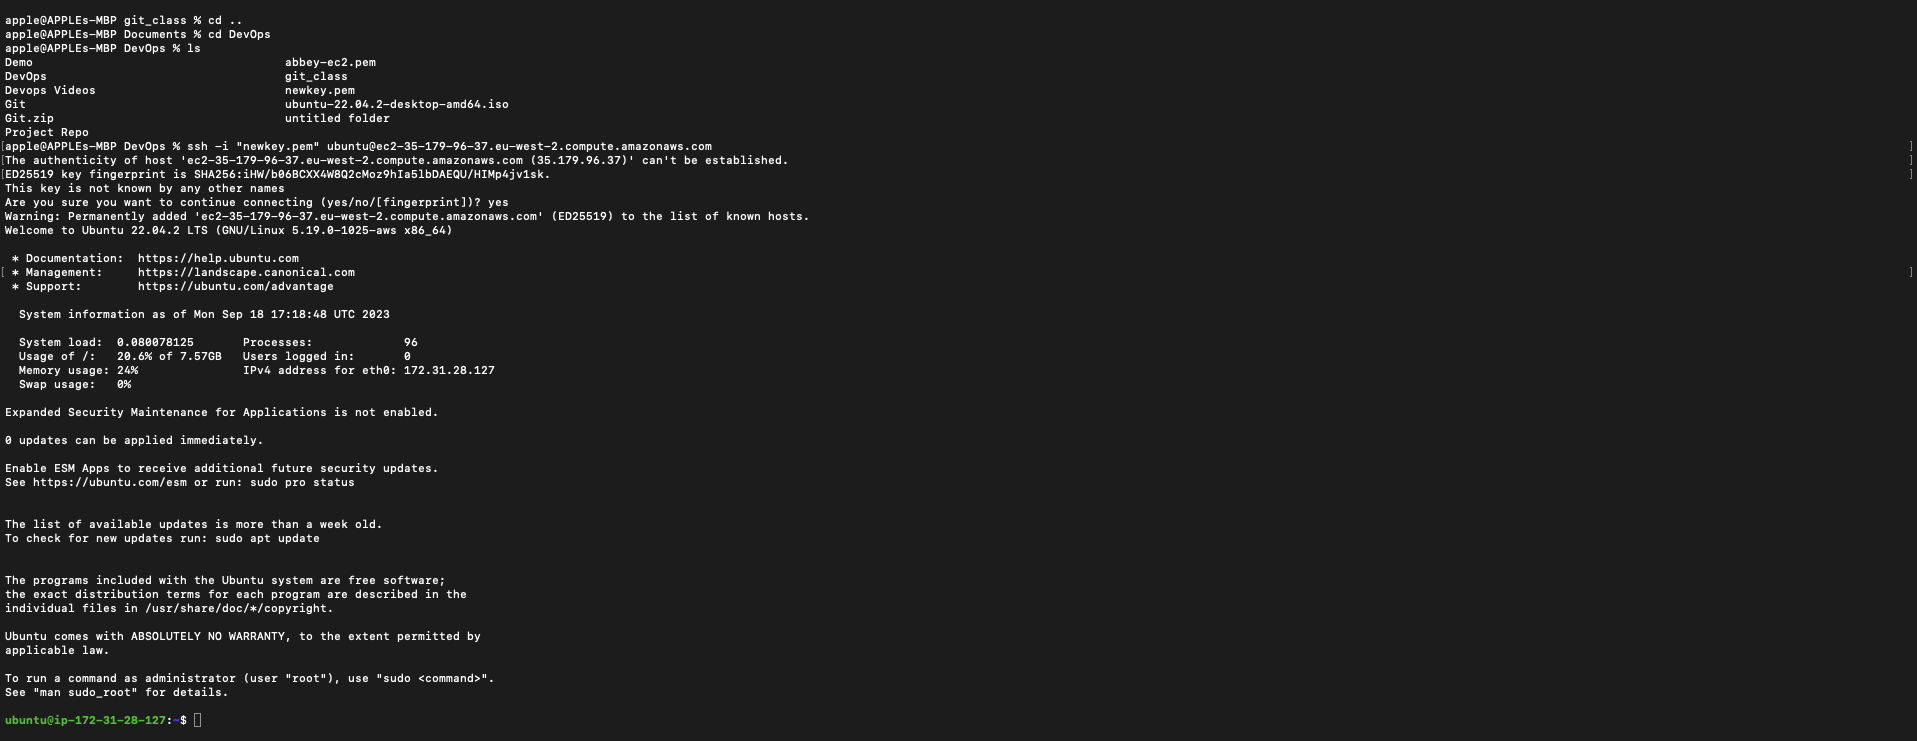 apple@APPLEs-MBP git_class % cd ..
apple@APPLEs-MBP Documents % cd DevOps
apple@APPLEs-MBP DevOps % ls
Demo                                    abbey-ec2.pem
DevOps                                  git_class
Devops Videos                           newkey.pem
Git                                     ubuntu-22.04.2-desktop-amd64.iso
Git.zip                                 untitled folder
Project Repo
[apple@APPLEs-MBP DevOps % ssh -i "newkey.pem" ubuntu@ec2-35-179-96-37.eu-west-2.compute.amazonaws.com ]
[The authenticity of host 'ec2-35-179-96-37.eu-west-2.compute.amazonaws.com (35.179.96.37)' can't be established. ]
[ED25519 key fingerprint is SHA256:iHW/b06BCXX4W8Q2cMoz9hIa5lbDAEQU/HIMp4jv1sk. ]
This key is not known by any other names
Are you sure you want to continue connecting (yes/no/[fingerprint])? yes
Warning: Permanently added 'ec2-35-179-96-37.eu-west-2.compute.amazonaws.com' (ED25519) to the list of known hosts.
Welcome to Ubuntu 22.04.2 LTS (GNU/Linux 5.19.0-1025-aws x86_64)
 * Documentation:  https://help.ubuntu.com
[ * Management:     https://landscape.canonical.com ]
 * Support:        https://ubuntu.com/advantage
  System information as of Mon Sep 18 17:18:48 UTC 2023
  System load:  0.080078125       Processes:             96
  Usage of /:   20.6% of 7.57GB   Users logged in:       0
  Memory usage: 24%               IPv4 address for eth0: 172.31.28.127
  Swap usage:   0%
Expanded Security Maintenance for Applications is not enabled.
0 updates can be applied immediately.
Enable ESM Apps to receive additional future security updates.
See https://ubuntu.com/esm or run: sudo pro status
The list of available updates is more than a week old.
To check for new updates run: sudo apt update
The programs included with the Ubuntu system are free software;
the exact distribution terms for each program are described in the
individual files in /usr/share/doc/*/copyright.
Ubuntu comes with ABSOLUTELY NO WARRANTY, to the extent permitted by
applicable law.
To run a command as administrator (user "root"), use "sudo <command>".
See "man sudo_root" for details.
ubuntu@ip-172-31-28-127:~$